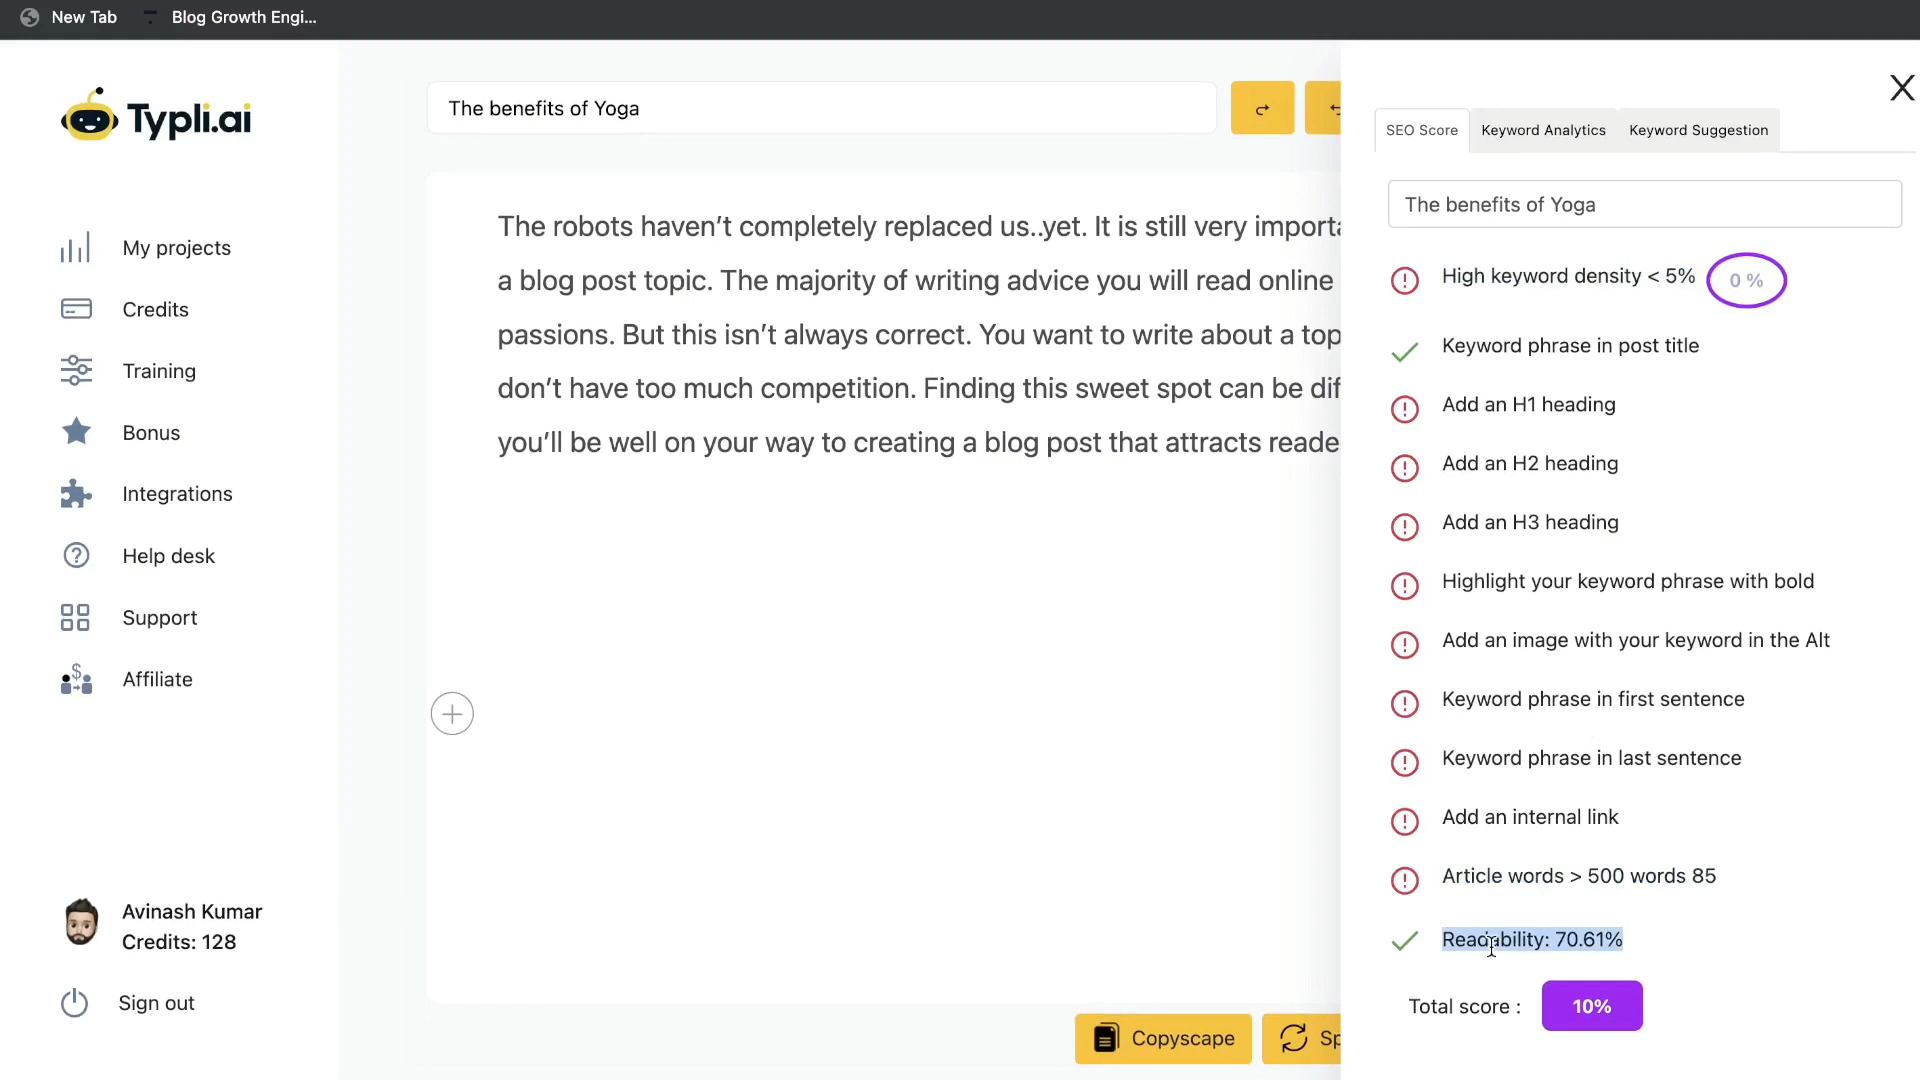 New Tab
Blog Growth Engi...
Typli.ai
My projects
Credits
Training
Bonus
Integrations
Help desk
Support
Affiliate
Avinash Kumar
Credits: 128
Sign out
The benefits of Yoga
The robots haven't completely replaced us..yet. It is still very
a blog post topic. The majority of writing advice you will read online
passions. But this isn't always correct. You want to write about a
don't have too much competition. Finding this sweet spot can be
you'll be well on your way to creating a blog post that attracts
Copyscape
SEO Score
Keyword Analytics
Keyword Suggestion
X
The benefits of Yoga
High keyword density < 5% 0 %
Keyword phrase in post title
Add an H1 heading
Add an H2 heading
Add an H3 heading
Highlight your keyword phrase with bold
Add an image with your keyword in the Alt
Keyword phrase in first sentence
Keyword phrase in last sentence
Add an internal link
Article words > 500 words 85
Readability: 70.61%
Total score : 10%